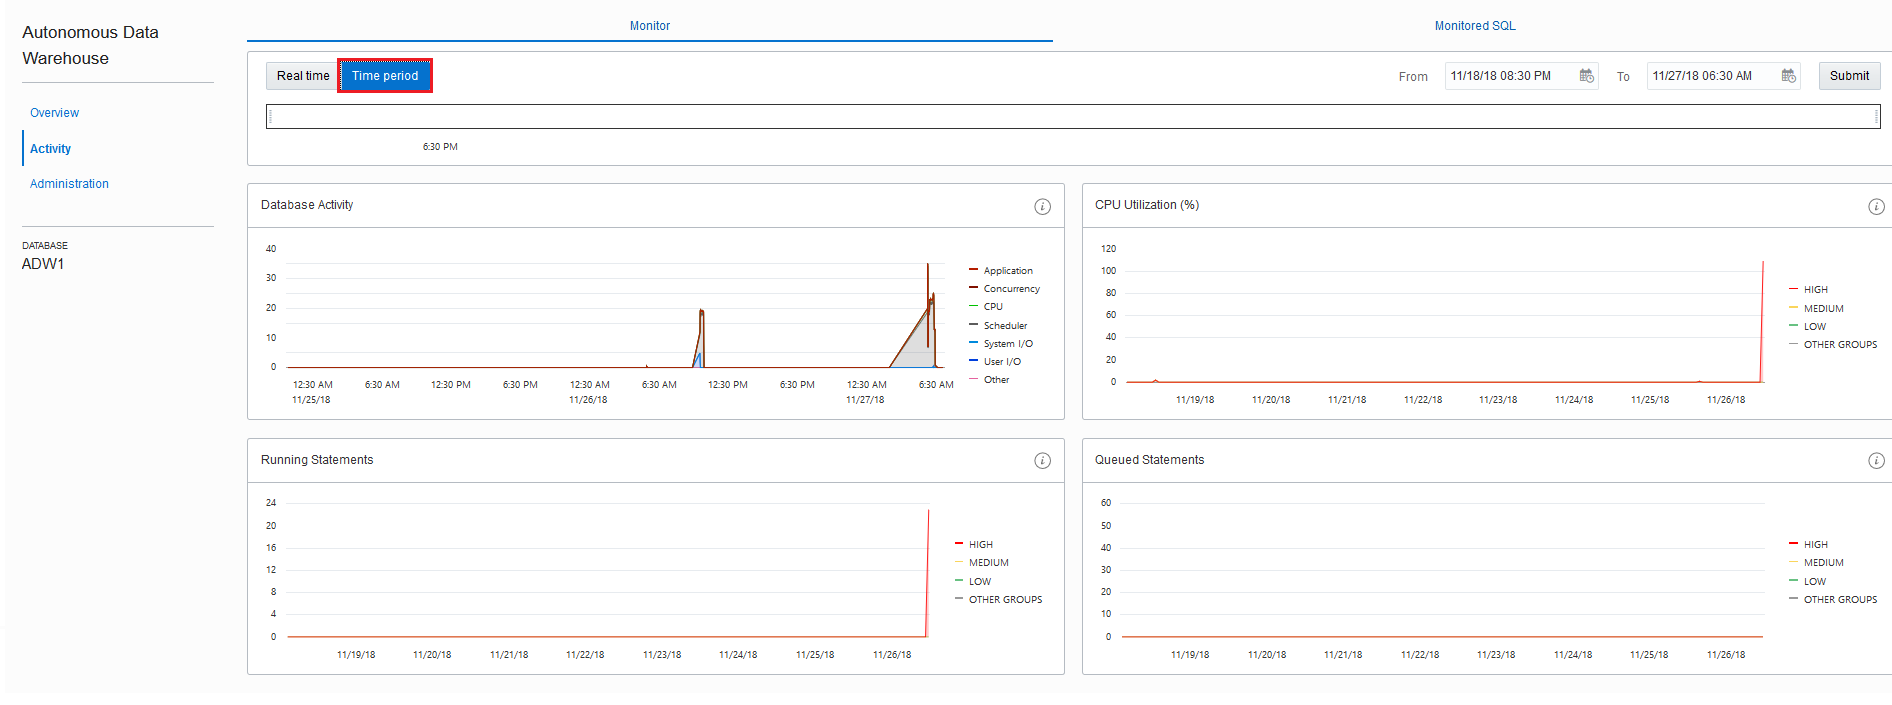 Autonomous Data
Warehouse
Overview
Activity
Administration
DATABASE
ADW1
Monitor
Monitored SQL
Real time
Time period
From
11/18/18 08:30 PM
To
11/27/18 06:30 AM
Submit
6:30 PM
Database Activity
i
40
30
20
10
0
12:30 AM 6:30 AM 12:30 PM 6:30 PM 12:30 AM 6:30 AM 12:30 PM 6:30 PM 12:30 AM 6:30 AM
11/25/18 11/26/18 11/27/18
Application
Concurrency
CPU
Scheduler
System I/O
User I/O
Other
CPU Utilization (%)
i
120
100
80
60
40
20
0
11/19/18 11/20/18 11/21/18 11/22/18 11/23/18 11/24/18 11/25/18 11/26/18
HIGH
MEDIUM
LOW
OTHER GROUPS
Running Statements
i
24
20
16
12
8
4
0
11/19/18 11/20/18 11/21/18 11/22/18 11/23/18 11/24/18 11/25/18 11/26/18
HIGH
MEDIUM
LOW
OTHER GROUPS
Queued Statements
i
60
50
40
30
20
10
0
11/19/18 11/20/18 11/21/18 11/22/18 11/23/18 11/24/18 11/25/18 11/26/18
HIGH
MEDIUM
LOW
OTHER GROUPS